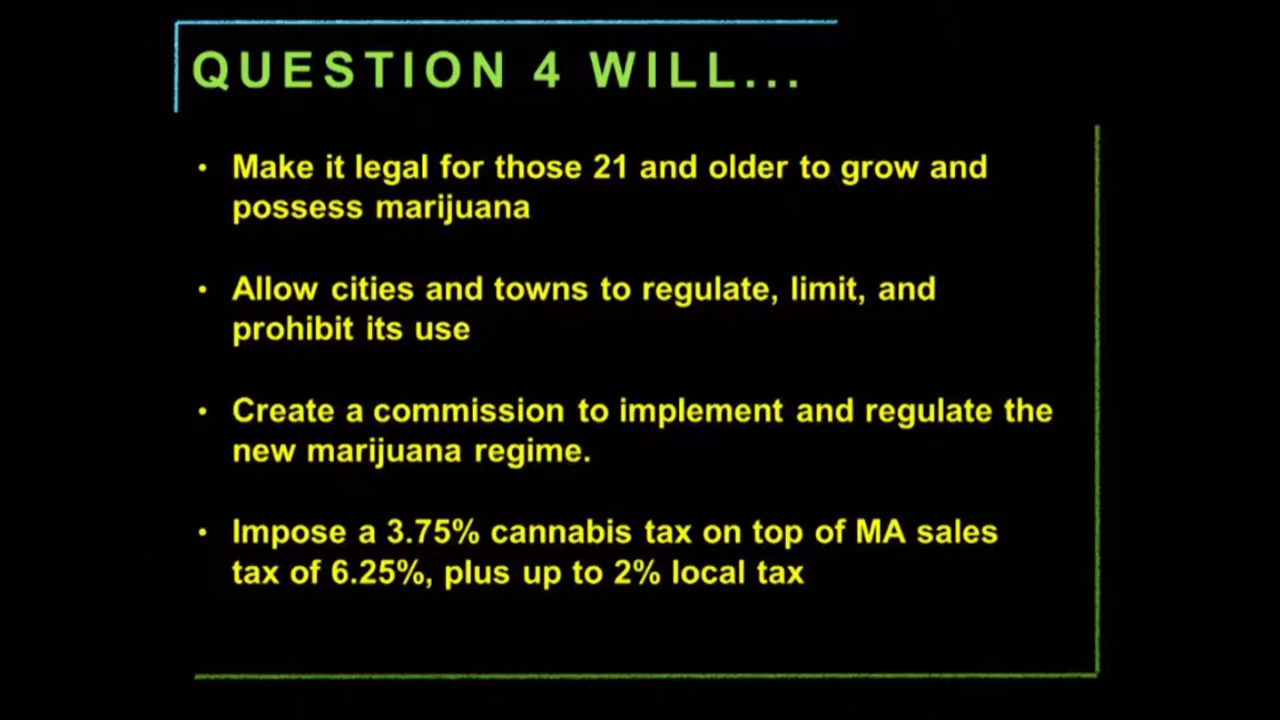 QUESTION 4 WILL...
• Make it legal for those 21 and older to grow and
possess marijuana
• Allow cities and towns to regulate, limit, and
prohibit its use
• Create a commission to implement and regulate the
new marijuana regime.
• Impose a 3.75% cannabis tax on top of MA sales
tax of 6.25%, plus up to 2% local tax